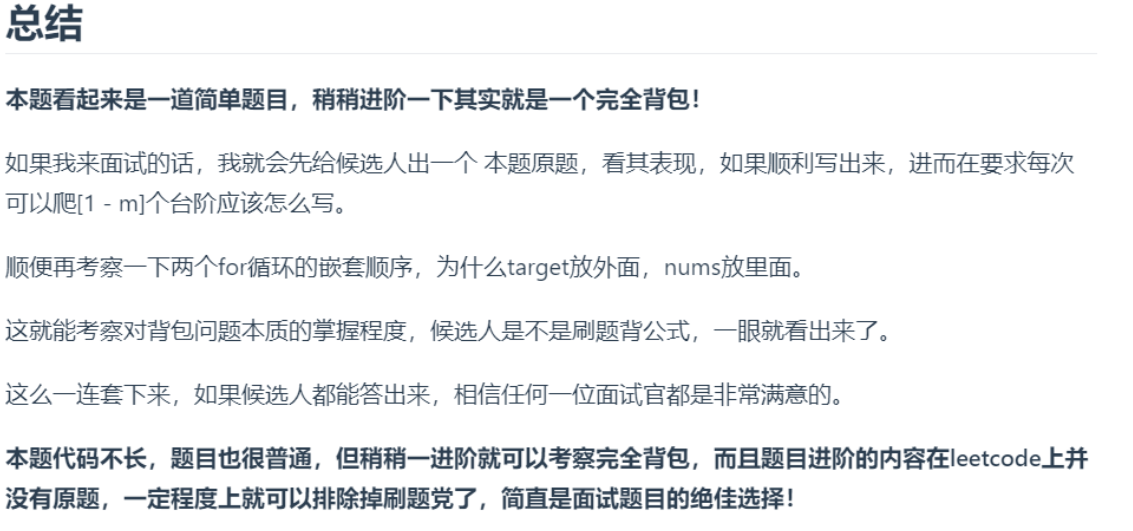 总结
本题看起来是一道简单题目，稍稍进阶一下其实就是一个完全背包！
如果我来面试的话，我就会先给候选人出一个 本题原题，看其表现，如果顺利写出来，进而在要求每次
可以爬[1 - m]个台阶应该怎么写。
顺便再考察一下两个for循环的嵌套顺序，为什么target放外面，nums放里面。
这就能考察对背包问题本质的掌握程度，候选人是不是刷题背公式，一眼就看出来了。
这么一连套下来，如果候选人都能答出来，相信任何一位面试官都是非常满意的。
本题代码不长，题目也很普通，但稍稍一进阶就可以考察完全背包，而且题目进阶的内容在leetcode上并
没有原题，一定程度上就可以排除掉刷题党了，简直是面试题目的绝佳选择！